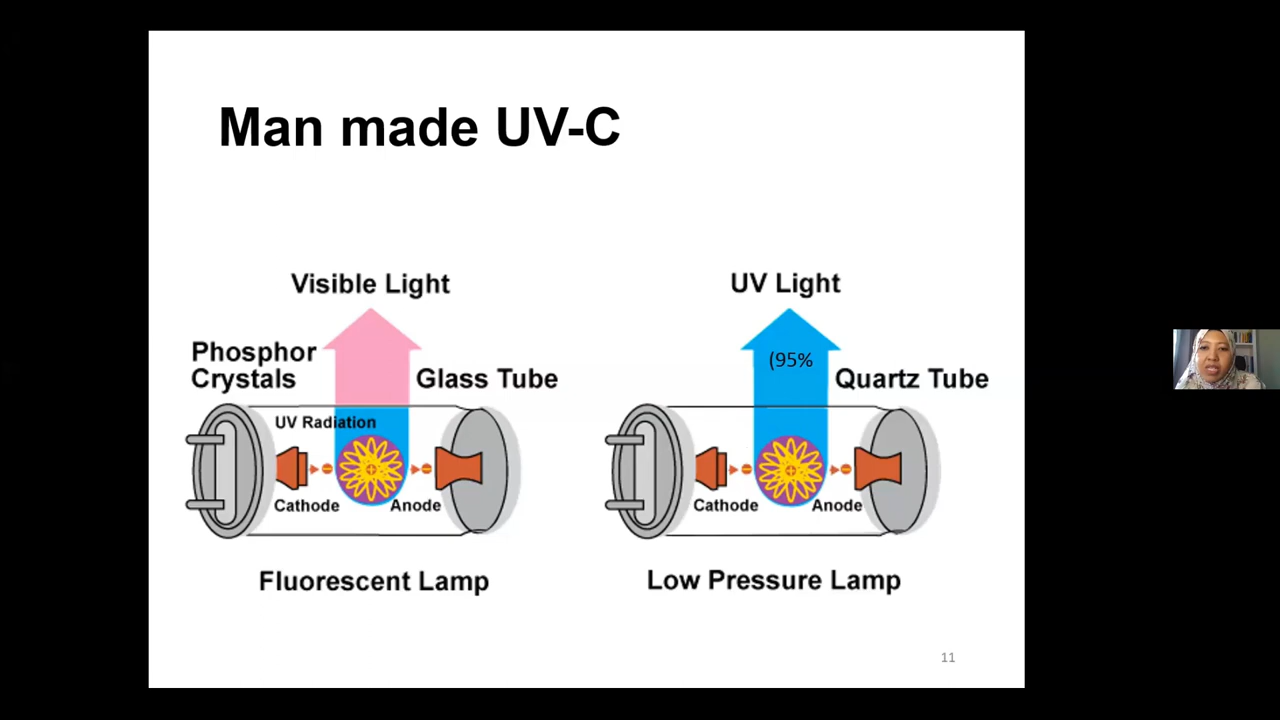 Man made UV-C
Visible Light
Phosphor
Crystals
Glass Tube
UV Radiation
Cathode
Anode
Fluorescent Lamp
UV Light
(95%
Quartz Tube
Cathode
Anode
Low Pressure Lamp
11